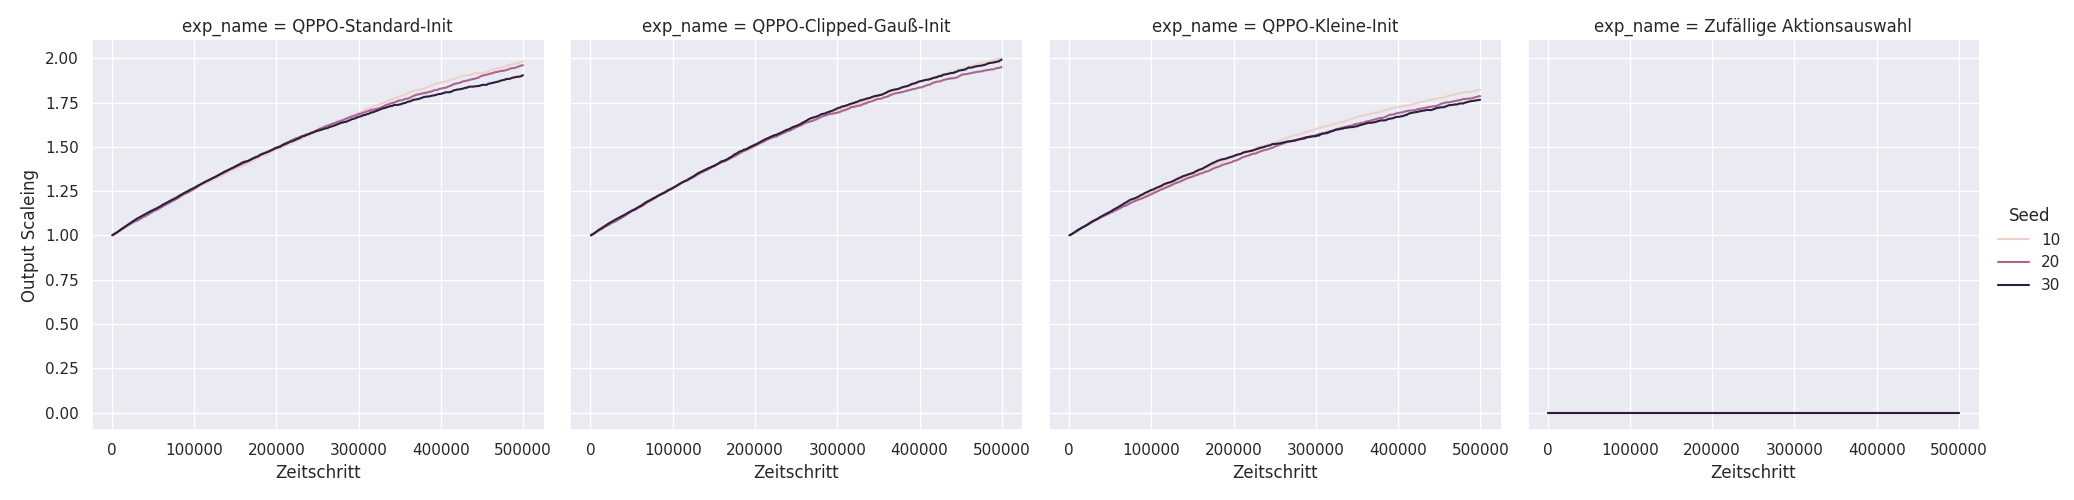 exp_name = QPPO-Standard-Init
exp_name = QPPO-Clipped-Gauß-Init
exp_name = QPPO-Kleine-Init
exp_name = Zufällige Aktionsauswahl
Output Scaleing
2.00
1.75
1.50
1.25
1.00
0.75
0.50
0.25
0.00
0 100000 200000 300000 400000 500000
0 100000 200000 300000 400000 500000
0 100000 200000 300000 400000 500000
0 100000 200000 300000 400000 500000
Zeitschritt
Zeitschritt
Zeitschritt
Zeitschritt
Seed
10
20
30